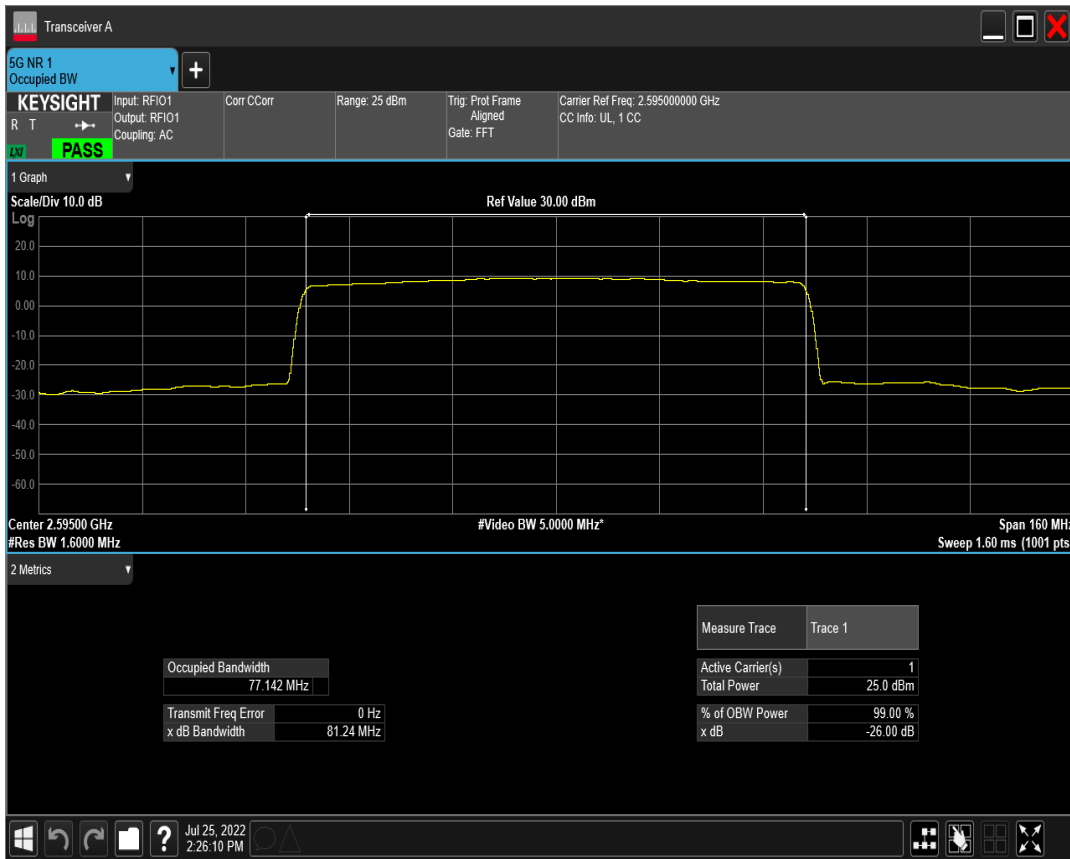 Transceiver A
5G NR 1
Occupied BW
KEYSIGHT
R T
LXI
PASS
Input: RFIO1
Output: RFIO1
Coupling: AC
Corr CCorr
Range: 25 dBm
Trig: Prot Frame
Aligned
Gate: FFT
Carrier Ref Freq: 2.595000000 GHz
CC Info: UL, 1 CC
1 Graph
Scale/Div 10.0 dB
Ref Value 30.00 dBm
Log
20.0
10.0
0.00
-10.0
-20.0
-30.0
-40.0
-50.0
-60.0
Center 2.59500 GHz
#Video BW 5.0000 MHz*
Span 160 MHz
#Res BW 1.6000 MHz
Sweep 1.60 ms (1001 pts
2 Metrics
Measure Trace Trace 1
Occupied Bandwidth
77.142 MHz
Active Carrier(s) 1
Total Power 25.0 dBm
Transmit Freq Error 0 Hz
x dB Bandwidth 81.24 MHz
% of OBW Power 99.00 %
x dB -26.00 dB
?
Jul 25, 2022
2:26:10 PM